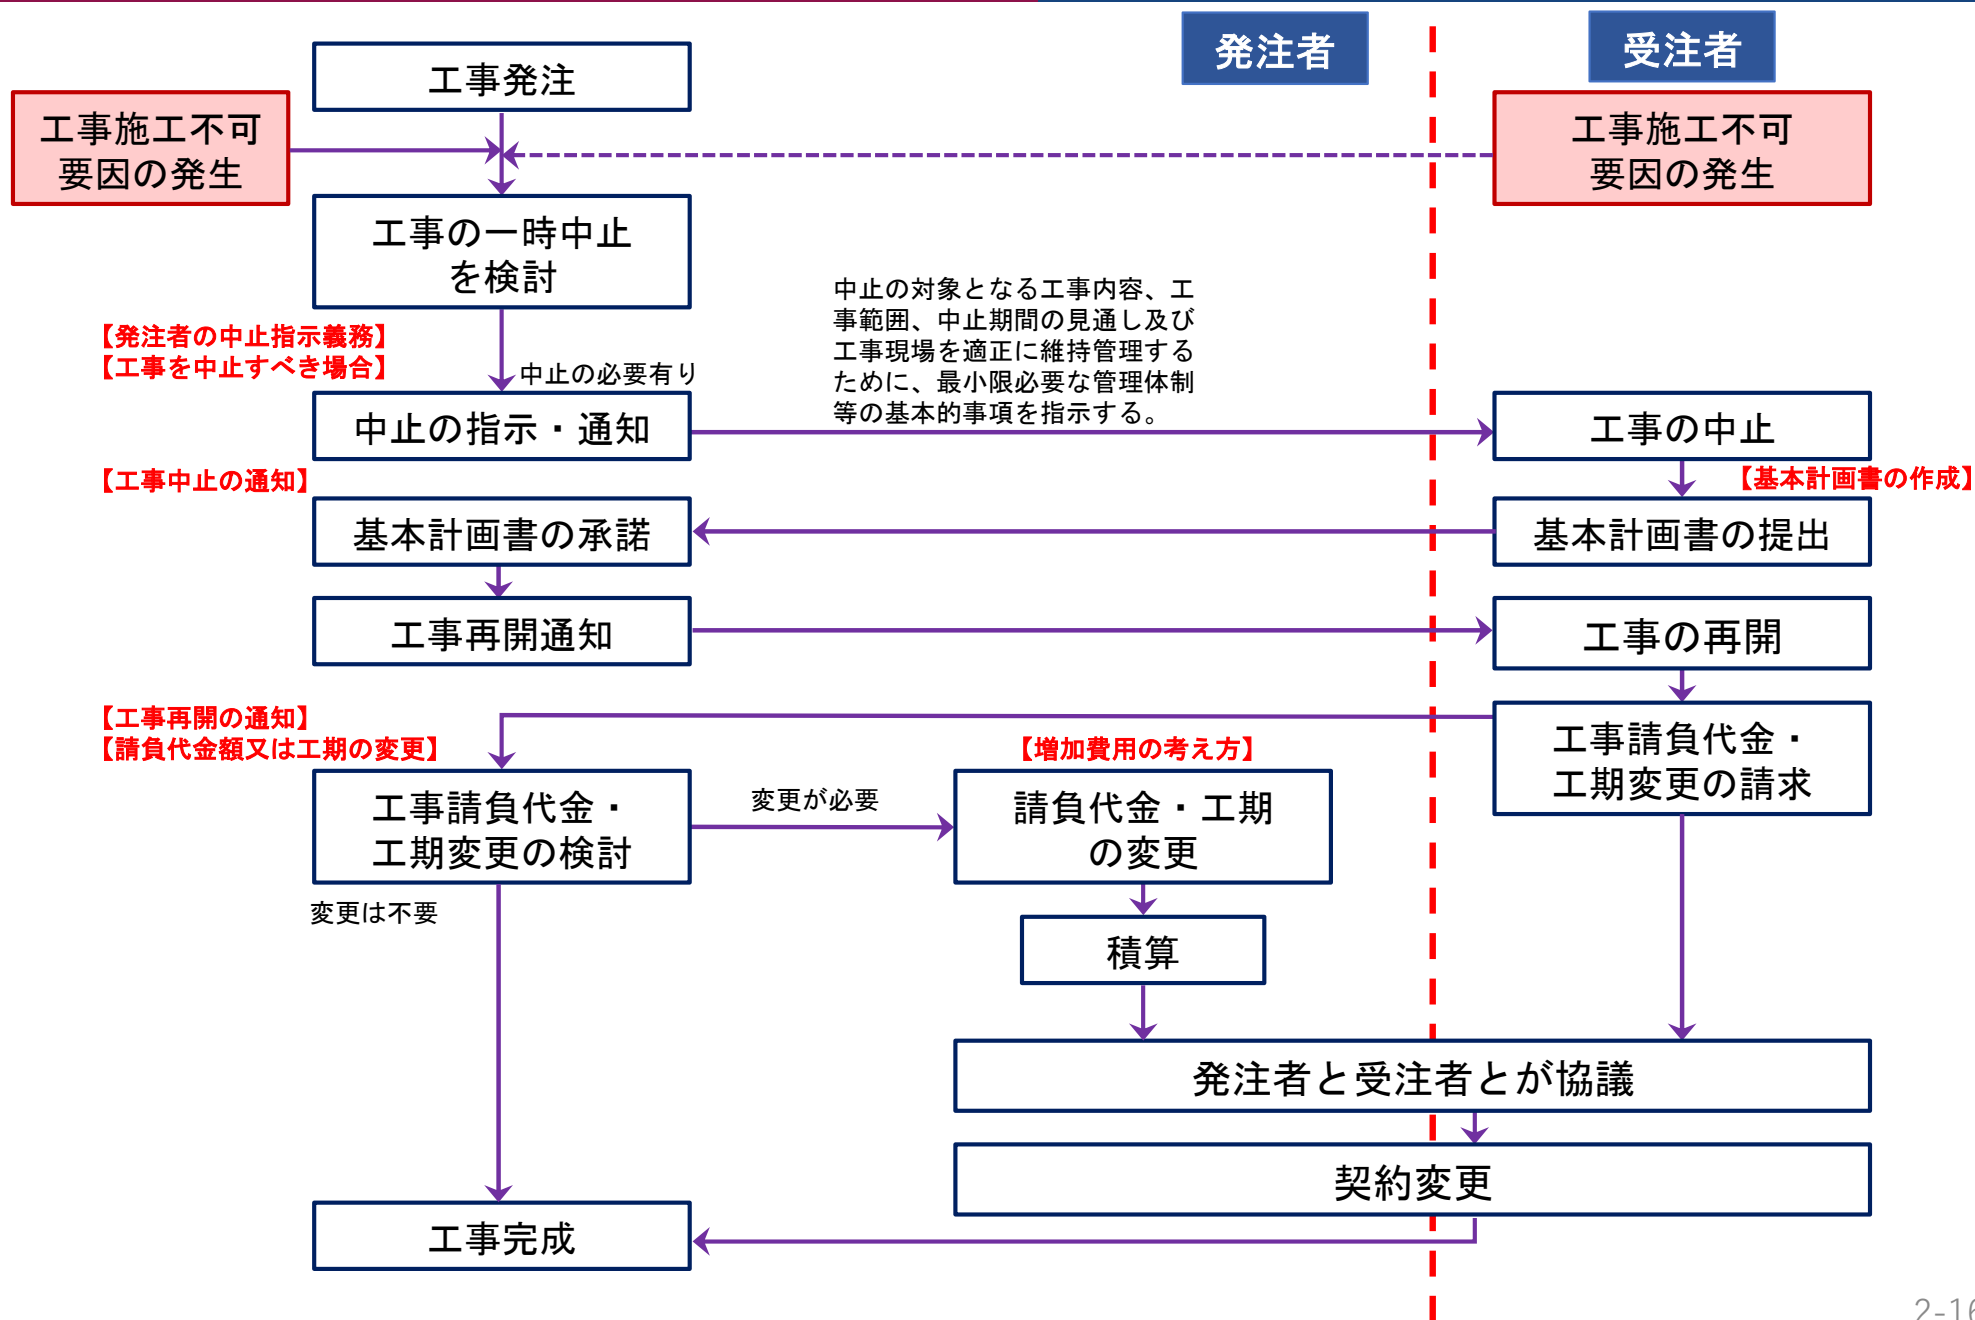 発注者
受注者
工事発注
工事施工不可
要因の発生
工事施工不可
要因の発生
工事の一時中止
を検討
中止の対象となる工事内容、工
事範囲、中止期間の見通し及び
工事現場を適正に維持管理する
ために、最小限必要な管理体制
等の基本的事項を指示する。
【発注者の中止指示義務】
【工事を中止すべき場合】
中止の必要有り
中止の指示・通知
工事の中止
【工事中止の通知】
【基本計画書の作成】
基本計画書の承諾
基本計画書の提出
工事再開通知
工事の再開
【工事再開の通知】
【請負代金額又は工期の変更】
【増加費用の考え方】
工事請負代金・
工期変更の請求
工事請負代金・
工期変更の検討
変更が必要
請負代金・工期
の変更
変更は不要
積算
発注者と受注者とが協議
契約変更
工事完成
2-16